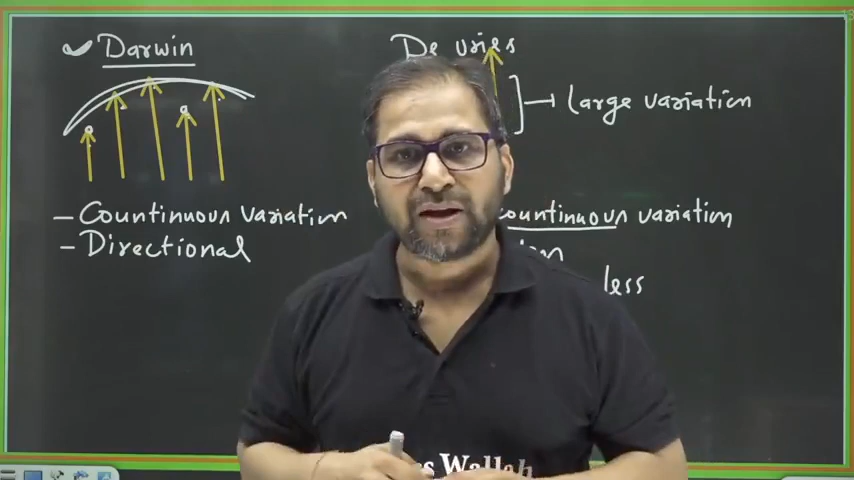 Darwin
De vries
large variation
– Countinuous variation
– Directional
countinuous variation
less
Wallah